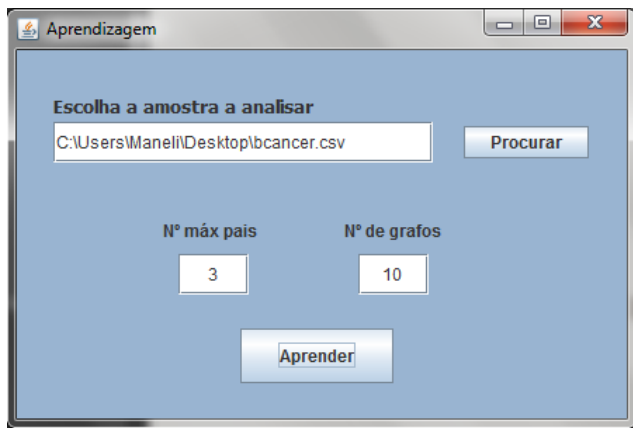 Aprendizagem
Escolha a amostra a analisar
C:\Users\Maneli\Desktop\bcancer.csv
Procurar
Nº máx pais
Nº de grafos
3
10
Aprender